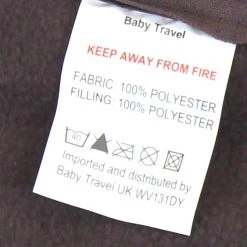 Baby Travel
KEEP AWAY FROM FIRE
FABRIC: 100% POLYESTER
FILLING: 100% POLYESTER
Imported and distributed by
Baby Travel UK WV131DY